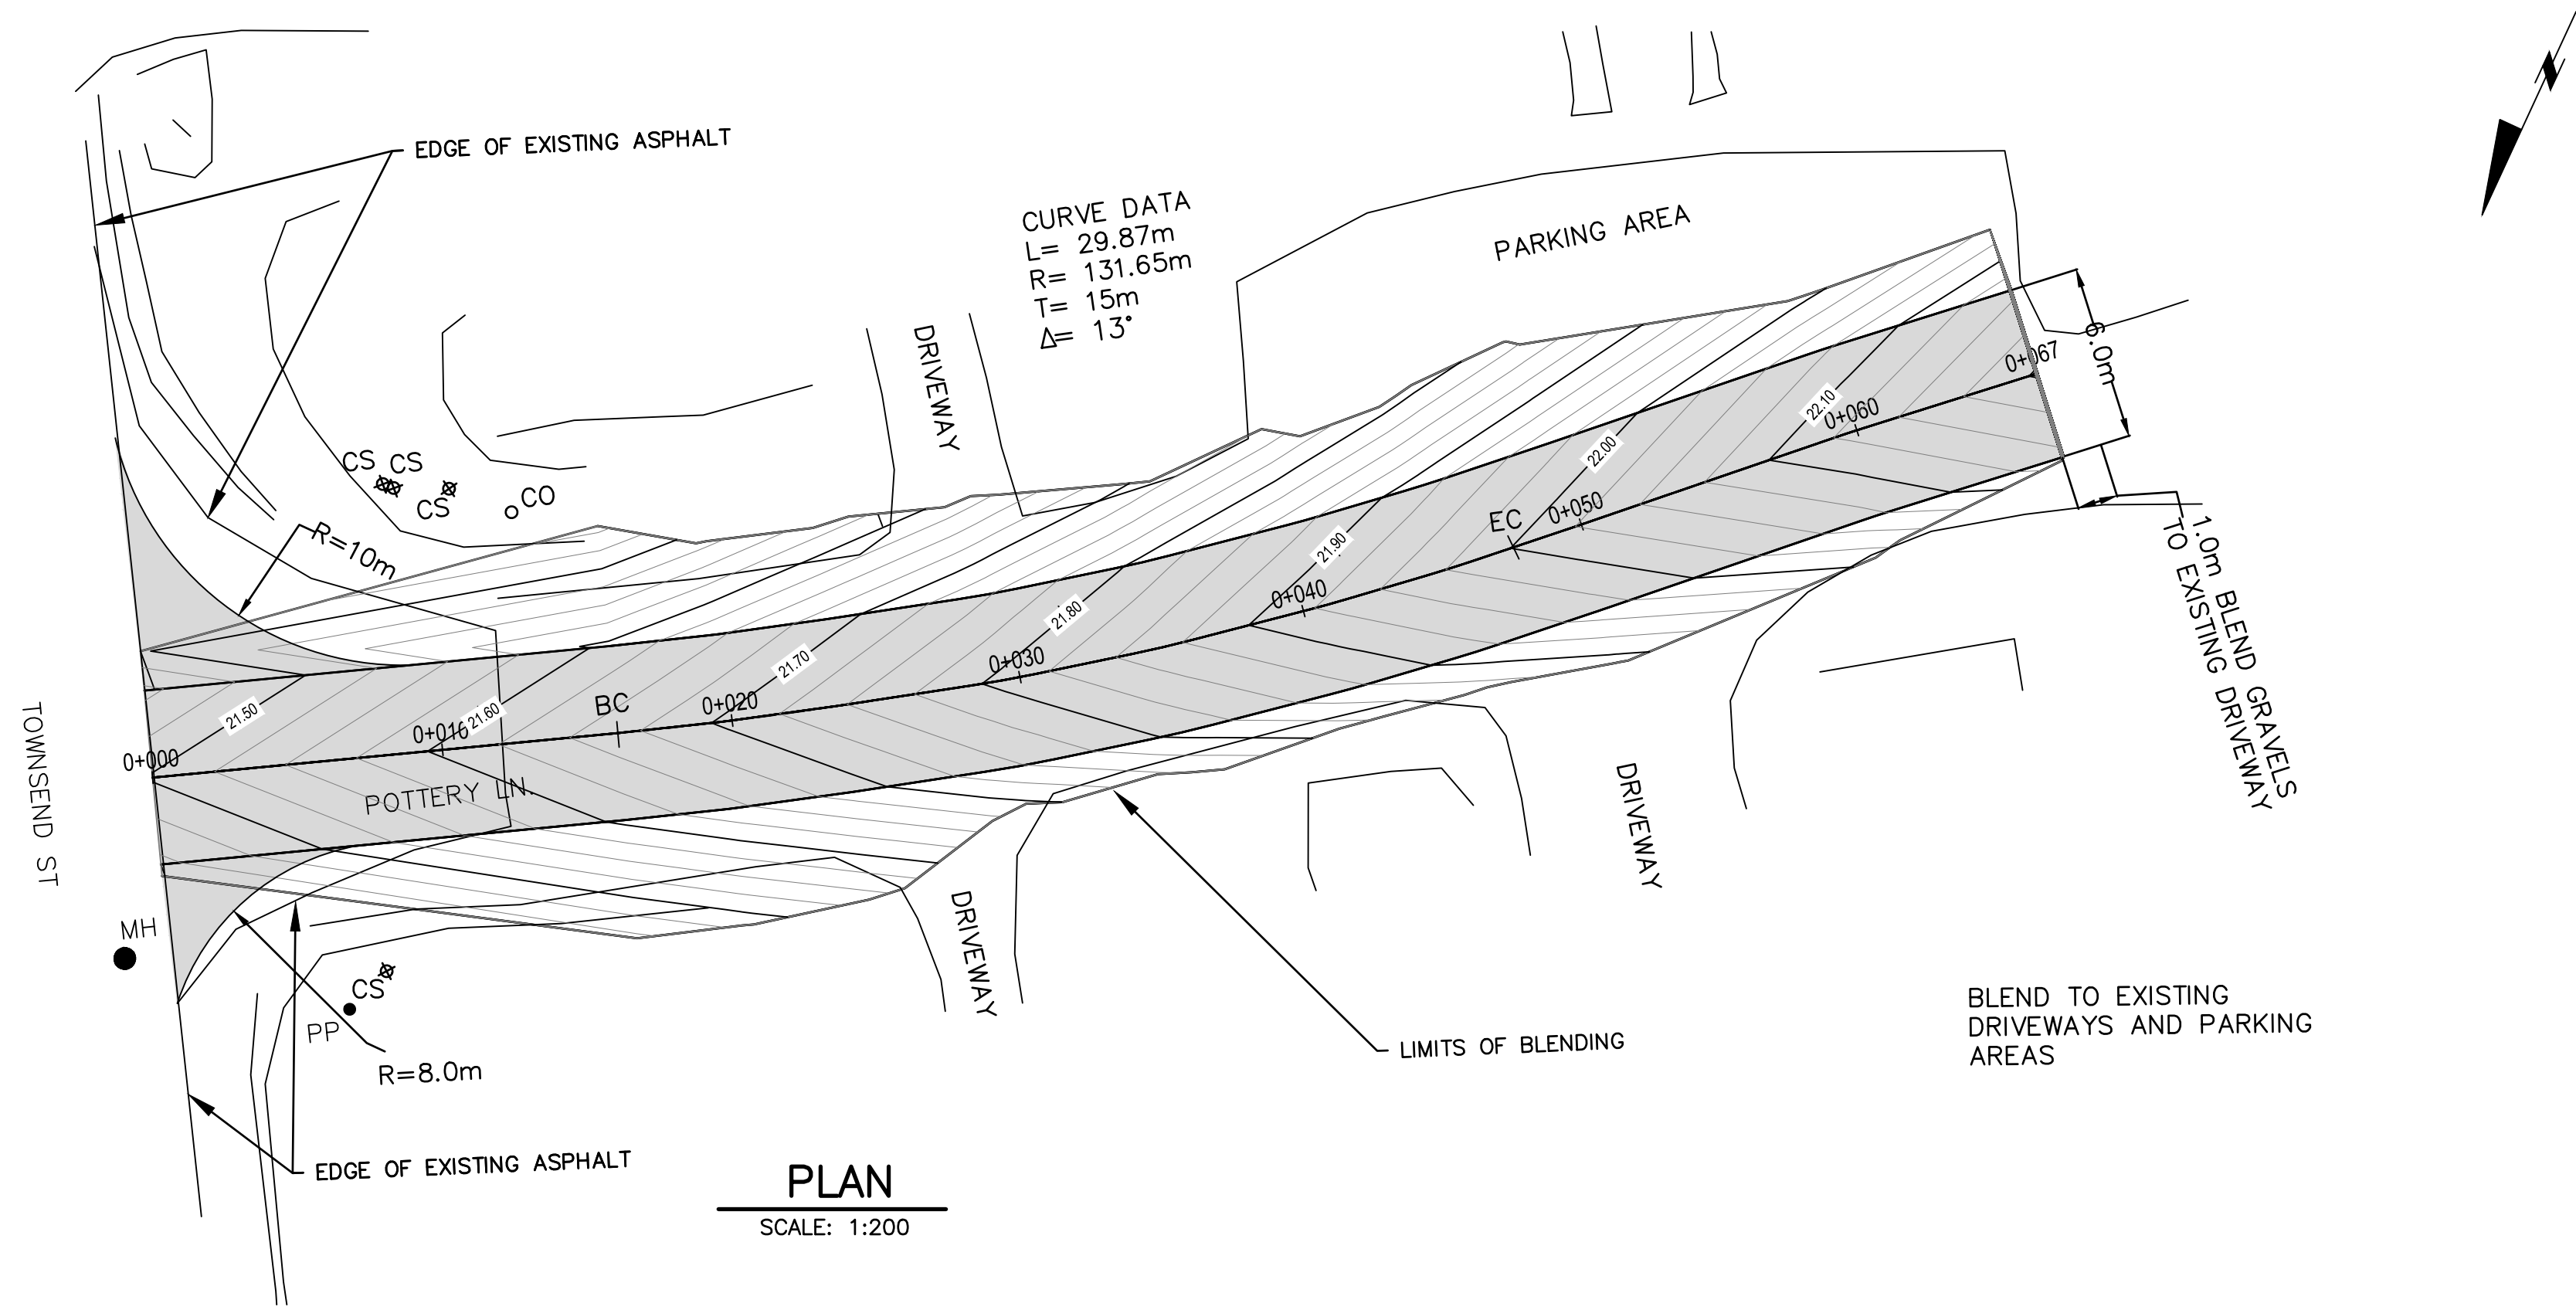 EDGE OF EXISTING ASPHALT
CURVE DATA
L= 29.87m
R= 131.65m
T= 15m
Δ= 13°
PARKING AREA
DRIVEWAY
6.0m
0+067
22.10
0+060
22.00
EC
0+050
21.90
0+040
21.80
0+030
21.70
0+020
BC
21.60
0+016
21.50
0+000
CS
CS
CS
CO
R=10m
1.0m BLEND GRAVELS
TO EXISTING DRIVEWAY
TOWNSEND ST
POTTERY LN.
DRIVEWAY
DRIVEWAY
MH
CS
PP
R=8.0m
LIMITS OF BLENDING
BLEND TO EXISTING
DRIVEWAYS AND PARKING
AREAS
EDGE OF EXISTING ASPHALT
PLAN
SCALE: 1:200